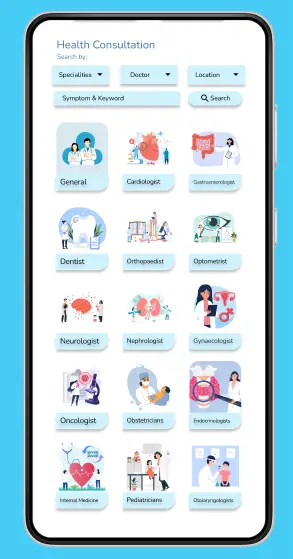 Health Consultation
Search by:
Specialities Doctor Location
Symptom & Keyword Search
General Cardiologist Gastroenterologist
Dentist Orthopaedist Optometrist
Neurologist Nephrologist Gynaecologist
Oncologist Obstetricians Endocrinologists
Internal Medicine Pediatricians Otolaryngologists